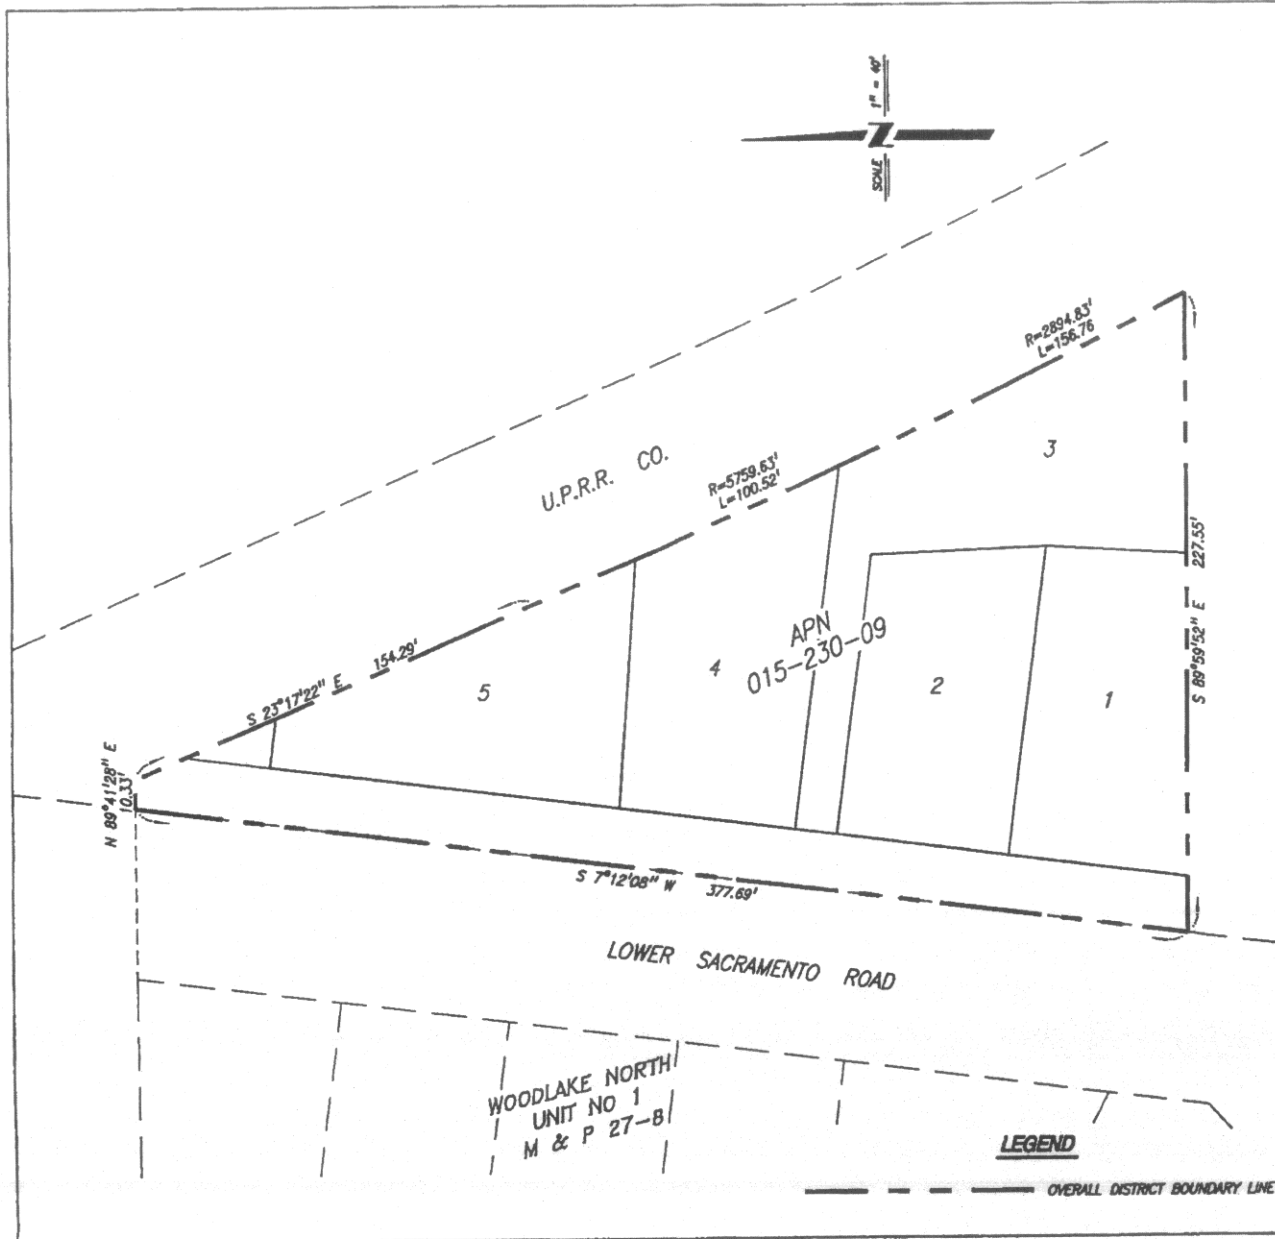 SCALE 1" = 40'
R=2894.83'
L=156.76
3
U.P.R.R. CO.
R=5759.63'
L=100.52'
227.55'
S 89°59'52" E
APN
015-230-09
4
2
1
5
S 23°17'22" E 154.29'
N 89°41'28" E
10.33'
S 7°12'08" W 377.69'
LOWER SACRAMENTO ROAD
WOODLAKE NORTH
UNIT NO 1
M & P 27-8
LEGEND
OVERALL DISTRICT BOUNDARY LINE